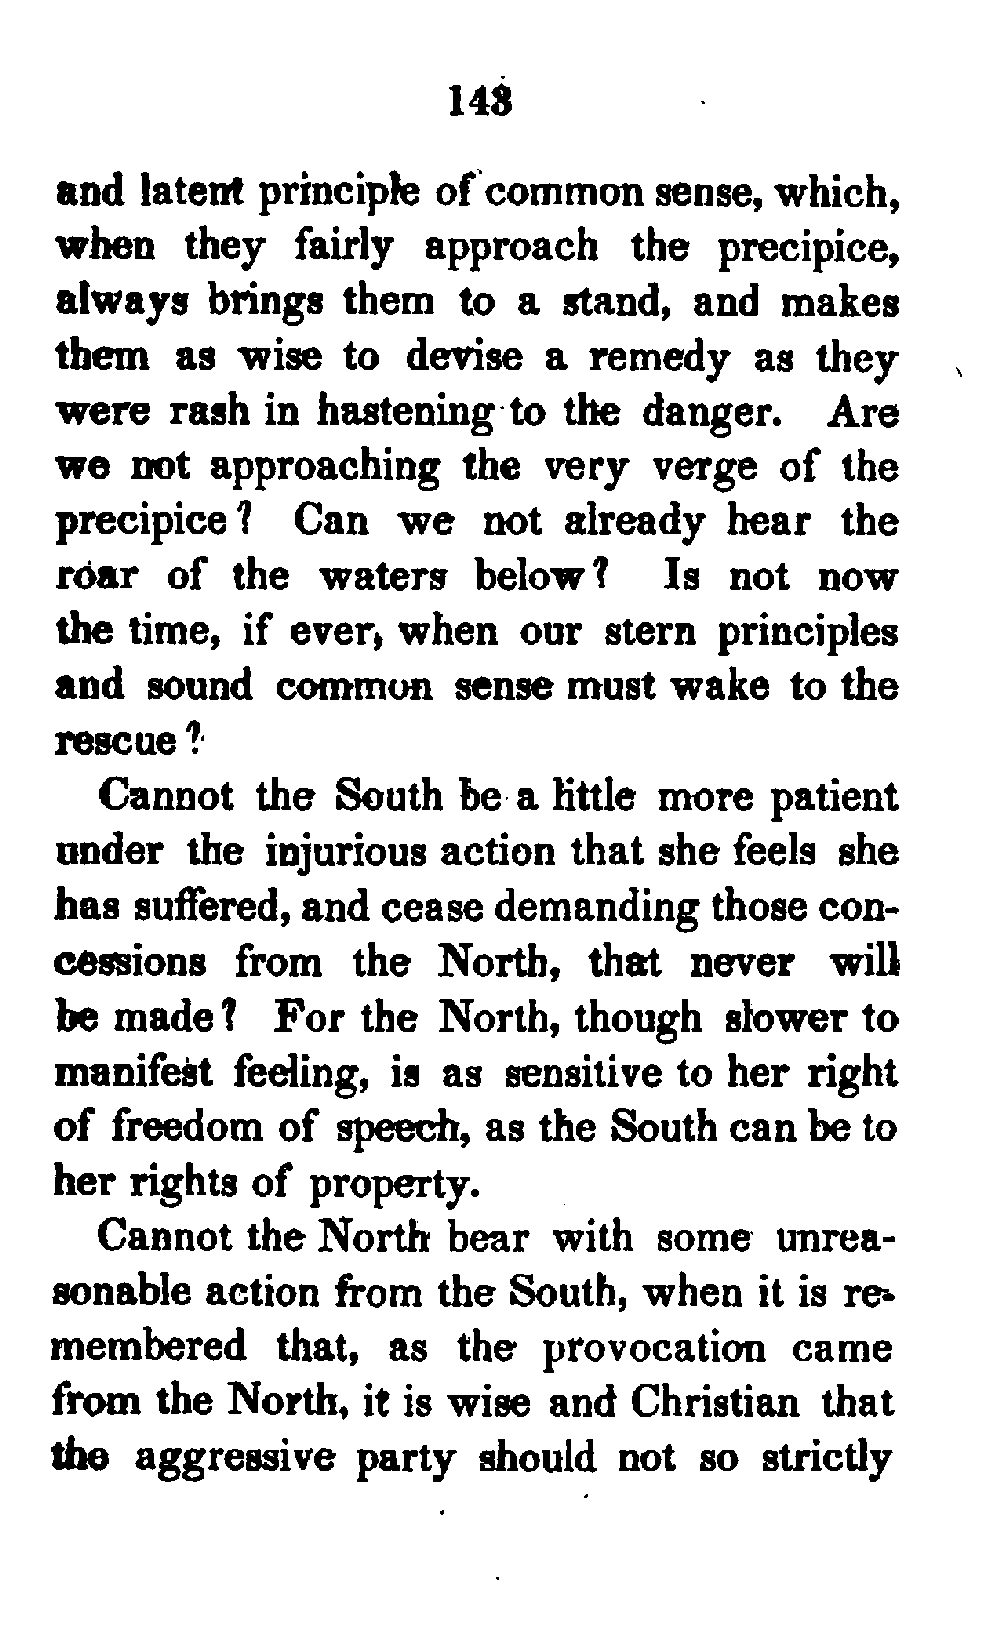 143
and latent principle of common sense, which,
when they fairly approach the precipice,
always brings them to a stand, and makes
them as wise to devise a remedy as they
were rash in hastening to the danger. Are
we not approaching the very verge of the
precipice? Can we not already hear the
roar of the waters below? Is not now
the time, if ever, when our stern principles
and sound common sense must wake to the
rescue?
Cannot the South be a little more patient
under the injurious action that she feels she
has suffered, and cease demanding those con-
cessions from the North, that never will
be made? For the North, though slower to
manifest feeling, is as sensitive to her right
of freedom of speech, as the South can be to
her rights of property.
Cannot the North bear with some unrea-
sonable action from the South, when it is re-
membered that, as the provocation came
from the North, it is wise and Christian that
the aggressive party should not so strictly